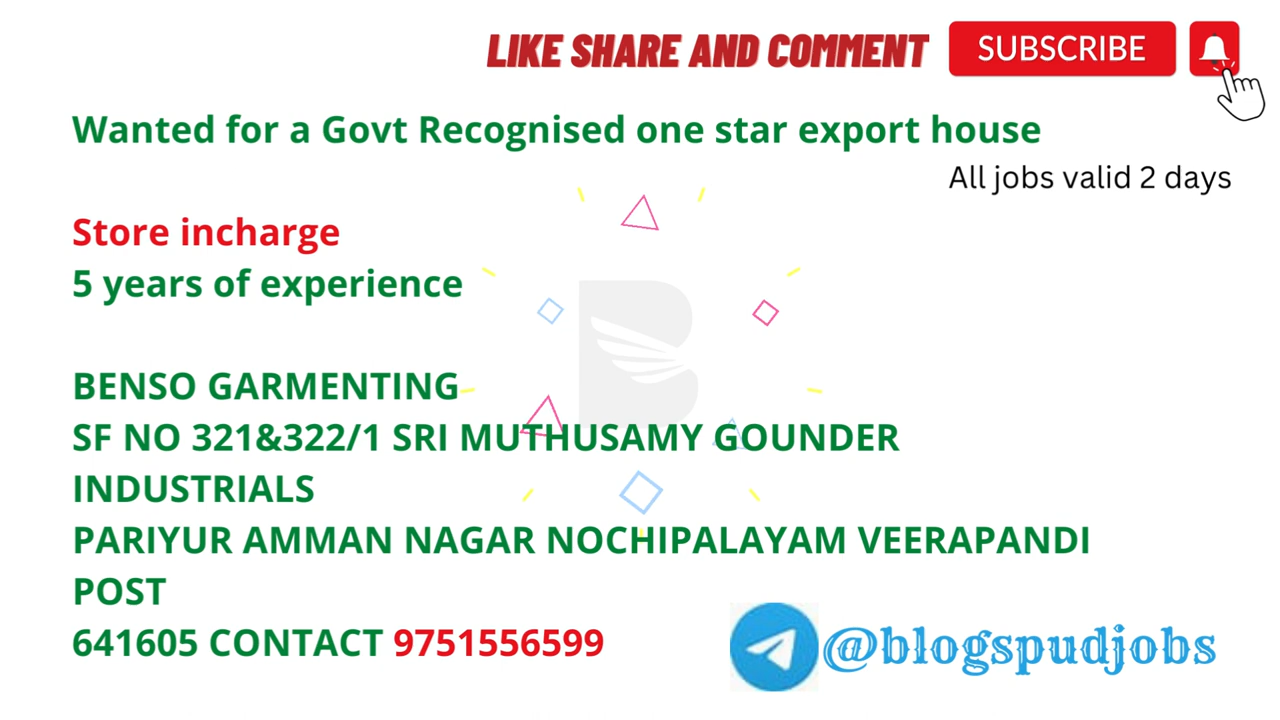 LIKE SHARE AND COMMENT SUBSCRIBE
Wanted for a Govt Recognised one star export house
All jobs valid 2 days
Store incharge
5 years of experience
BENSO GARMENTING
SF NO 321&322/1 SRI MUTHUSAMY GOUNDER
INDUSTRIALS
PARIYUR AMMAN NAGAR NOCHIPALAYAM VEERAPANDI
POST
641605 CONTACT 9751556599
@blogspudjobs